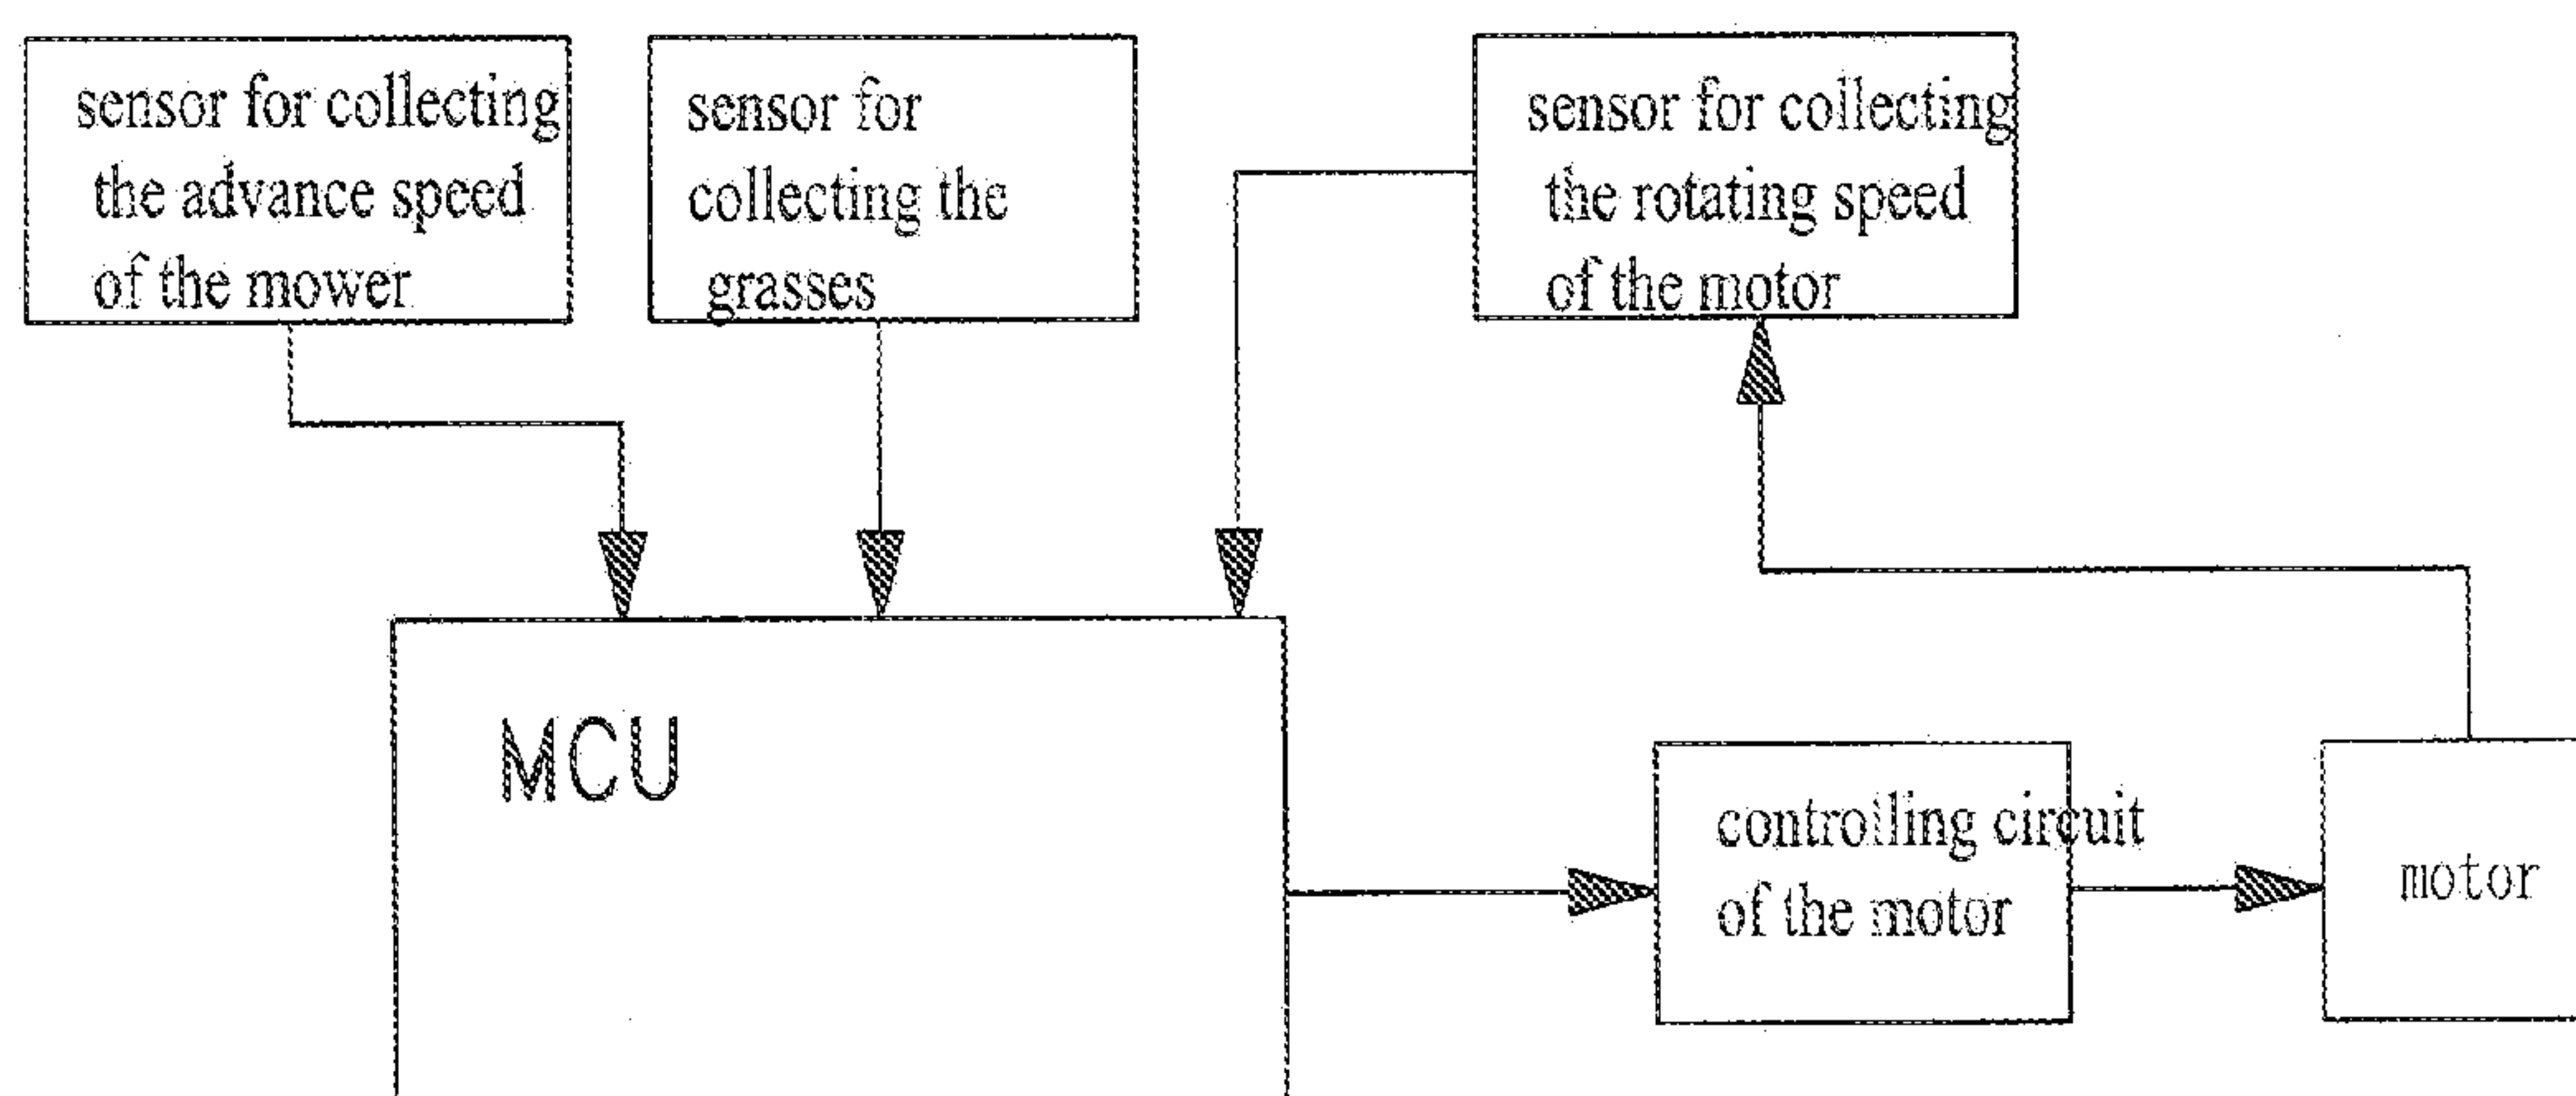 sensor for collecting
the advance speed
of the mower
sensor for
collecting the
grasses
sensor for collecting
the rotating speed
of the motor
MCU
controlling circuit
of the motor
motor